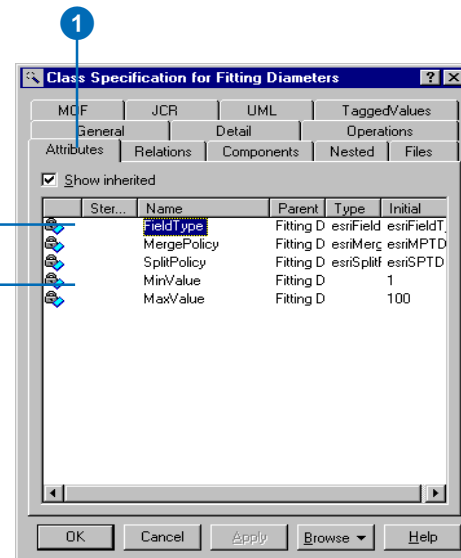 1
Class Specification for Fitting Diameters
MOF JCR UML TaggedValues
General Detail Operations
Attributes Relations Components Nested Files
Show inherited
Ster... Name Parent Type Initial
FieldType Fitting D esriField esriFieldT
MergePolicy Fitting D esriMerg esriMPTD
SplitPolicy Fitting D esriSplitF esriSPTD
MinValue Fitting D 1
MaxValue Fitting D 100
OK Cancel Apply Browse Help